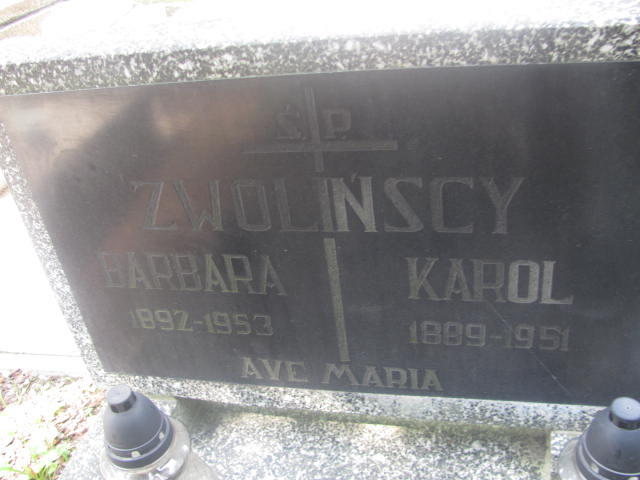 Ś.P.
ZWOLIŃSCY
BARBARA KAROL
1892-1953 1889-1951
AVE MARIA